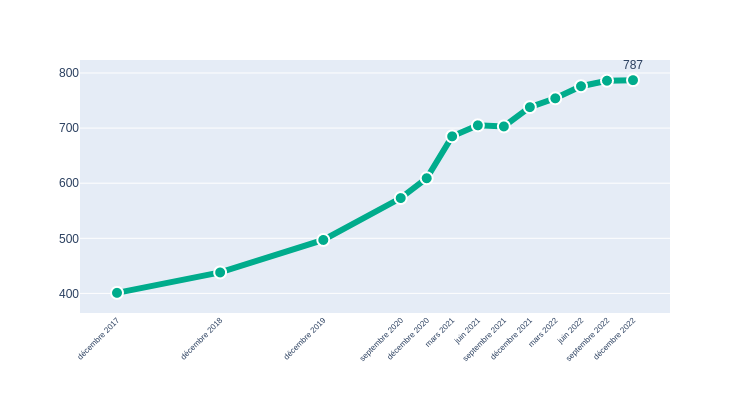 787
800
700
600
500
400
décembre 2017
décembre 2018
décembre 2019
septembre 2020
décembre 2020
mars 2021
juin 2021
septembre 2021
décembre 2021
mars 2022
juin 2022
septembre 2022
décembre 2022